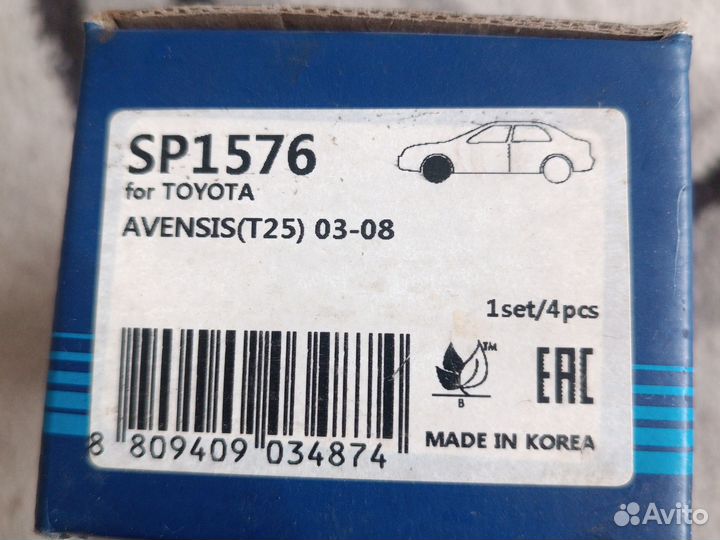 SP1576
for TOYOTA
AVENSIS(T25) 03-08
1set/4pcs
TM
B
EAC
8 809409 034874
MADE IN KOREA
Avito